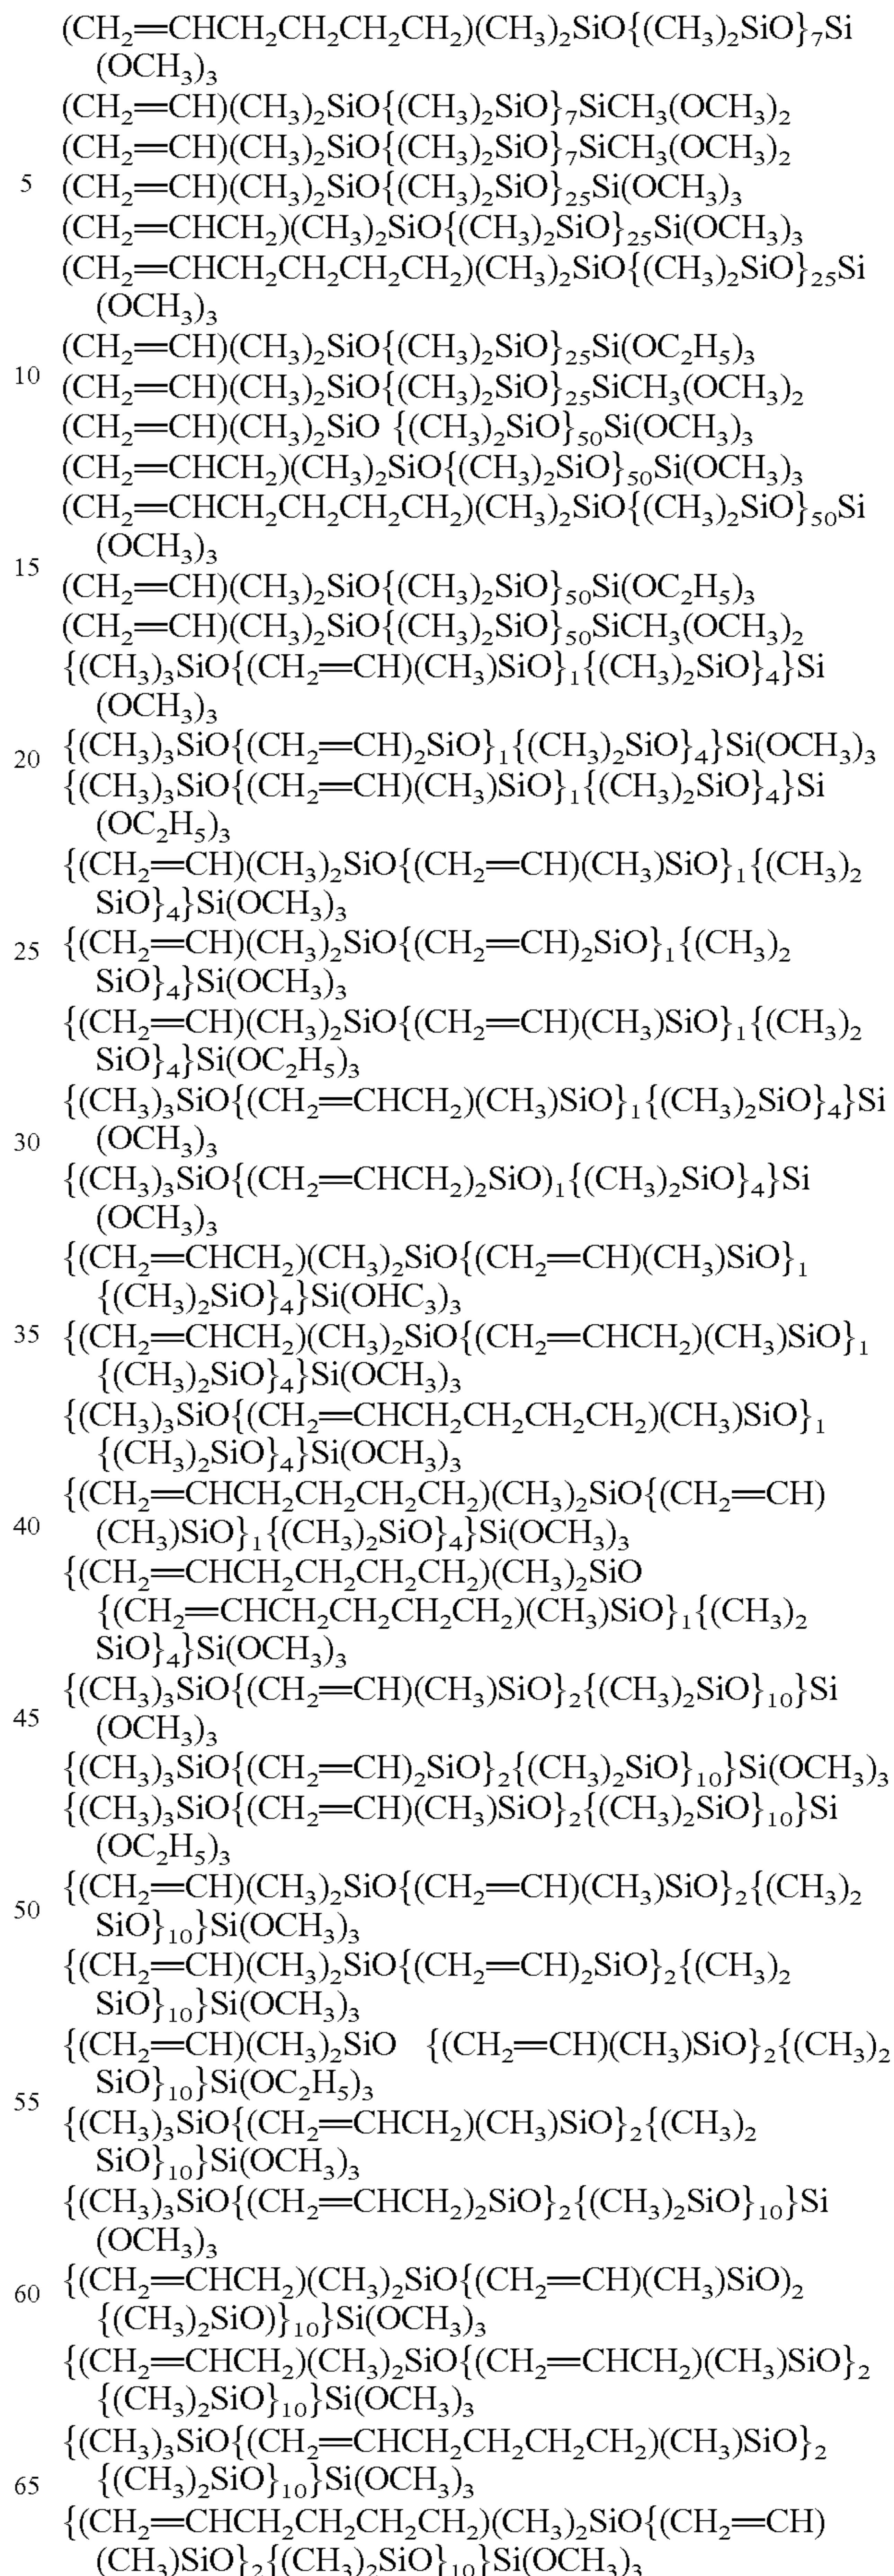 (CH₂═CHCH₂CH₂CH₂CH₂)(CH₃)₂SiO{(CH₃)₂SiO}₇Si
(OCH₃)₃
(CH₂═CH)(CH₃)₂SiO{(CH₃)₂SiO}₇SiCH₃(OCH₃)₂
(CH₂═CH)(CH₃)₂SiO{(CH₃)₂SiO}₇SiCH₃(OCH₃)₂
5 (CH₂═CH)(CH₃)₂SiO{(CH₃)₂SiO}₂₅Si(OCH₃)₃
(CH₂═CHCH₂)(CH₃)₂SiO{(CH₃)₂SiO}₂₅Si(OCH₃)₃
(CH₂═CHCH₂CH₂CH₂CH₂)(CH₃)₂SiO{(CH₃)₂SiO}₂₅Si
(OCH₃)₃
(CH₂═CH)(CH₃)₂SiO{(CH₃)₂SiO}₂₅Si(OC₂H₅)₃
10 (CH₂═CH)(CH₃)₂SiO{(CH₃)₂SiO}₂₅SiCH₃(OCH₃)₂
(CH₂═CH)(CH₃)₂SiO {(CH₃)₂SiO}₅₀Si(OCH₃)₃
(CH₂═CHCH₂)(CH₃)₂SiO{(CH₃)₂SiO}₅₀Si(OCH₃)₃
(CH₂═CHCH₂CH₂CH₂CH₂)(CH₃)₂SiO{(CH₃)₂SiO}₅₀Si
(OCH₃)₃
15 (CH₂═CH)(CH₃)₂SiO{(CH₃)₂SiO}₅₀Si(OC₂H₅)₃
(CH₂═CH)(CH₃)₂SiO{(CH₃)₂SiO}₅₀SiCH₃(OCH₃)₂
{(CH₃)₃SiO{(CH₂═CH)(CH₃)SiO}₁{(CH₃)₂SiO}₄}Si
(OCH₃)₃
20 {(CH₃)₃SiO{(CH₂═CH)₂SiO}₁{(CH₃)₂SiO}₄}Si(OCH₃)₃
{(CH₃)₃SiO{(CH₂═CH)(CH₃)SiO}₁{(CH₃)₂SiO}₄}Si
(OC₂H₅)₃
{(CH₂═CH)(CH₃)₂SiO{(CH₂═CH)(CH₃)SiO}₁{(CH₃)₂
SiO}₄}Si(OCH₃)₃
25 {(CH₂═CH)(CH₃)₂SiO{(CH₂═CH)₂SiO}₁{(CH₃)₂
SiO}₄}Si(OCH₃)₃
{(CH₂═CH)(CH₃)₂SiO{(CH₂═CH)(CH₃)SiO}₁{(CH₃)₂
SiO}₄}Si(OC₂H₅)₃
{(CH₃)₃SiO{(CH₂═CHCH₂)(CH₃)SiO}₁{(CH₃)₂SiO}₄}Si
30 (OCH₃)₃
{(CH₃)₃SiO{(CH₂═CHCH₂)₂SiO)₁{(CH₃)₂SiO}₄}Si
(OCH₃)₃
{(CH₂═CHCH₂)(CH₃)₂SiO{(CH₂═CH)(CH₃)SiO}₁
{(CH₃)₂SiO}₄}Si(OHC₃)₃
35 {(CH₂═CHCH₂)(CH₃)₂SiO{(CH₂═CHCH₂)(CH₃)SiO}₁
{(CH₃)₂SiO}₄}Si(OCH₃)₃
{(CH₃)₃SiO{(CH₂═CHCH₂CH₂CH₂CH₂)(CH₃)SiO}₁
{(CH₃)₂SiO}₄}Si(OCH₃)₃
{(CH₂═CHCH₂CH₂CH₂CH₂)(CH₃)₂SiO{(CH₂═CH)
40 (CH₃)SiO}₁{(CH₃)₂SiO}₄}Si(OCH₃)₃
{(CH₂═CHCH₂CH₂CH₂CH₂)(CH₃)₂SiO
{(CH₂═CHCH₂CH₂CH₂CH₂)(CH₃)SiO}₁{(CH₃)₂
SiO}₄}Si(OCH₃)₃
{(CH₃)₃SiO{(CH₂═CH)(CH₃)SiO}₂{(CH₃)₂SiO}₁₀}Si
45 (OCH₃)₃
{(CH₃)₃SiO{(CH₂═CH)₂SiO}₂{(CH₃)₂SiO}₁₀}Si(OCH₃)₃
{(CH₃)₃SiO{(CH₂═CH)(CH₃)SiO}₂{(CH₃)₂SiO}₁₀}Si
(OC₂H₅)₃
{(CH₂═CH)(CH₃)₂SiO{(CH₂═CH)(CH₃)SiO}₂{(CH₃)₂
50 SiO}₁₀}Si(OCH₃)₃
{(CH₂═CH)(CH₃)₂SiO{(CH₂═CH)₂SiO}₂{(CH₃)₂
SiO}₁₀}Si(OCH₃)₃
{(CH₂═CH)(CH₃)₂SiO {(CH₂═CH)(CH₃)SiO}₂{(CH₃)₂
55 SiO}₁₀}Si(OC₂H₅)₃
{(CH₃)₃SiO{(CH₂═CHCH₂)(CH₃)SiO}₂{(CH₃)₂
SiO}₁₀}Si(OCH₃)₃
{(CH₃)₃SiO{(CH₂═CHCH₂)₂SiO}₂{(CH₃)₂SiO}₁₀}Si
(OCH₃)₃
60 {(CH₂═CHCH₂)(CH₃)₂SiO{(CH₂═CH)(CH₃)SiO)₂
{(CH₃)₂SiO)}₁₀}Si(OCH₃)₃
{(CH₂═CHCH₂)(CH₃)₂SiO{(CH₂═CHCH₂)(CH₃)SiO}₂
{(CH₃)₂SiO}₁₀}Si(OCH₃)₃
{(CH₃)₃SiO{(CH₂═CHCH₂CH₂CH₂CH₂)(CH₃)SiO}₂
65 {(CH₃)₂SiO}₁₀}Si(OCH₃)₃
{(CH₂═CHCH₂CH₂CH₂CH₂)(CH₃)₂SiO{(CH₂═CH)
(CH₃)SiO}₂{(CH₃)₂SiO}₁₀}Si(OCH₃)₃